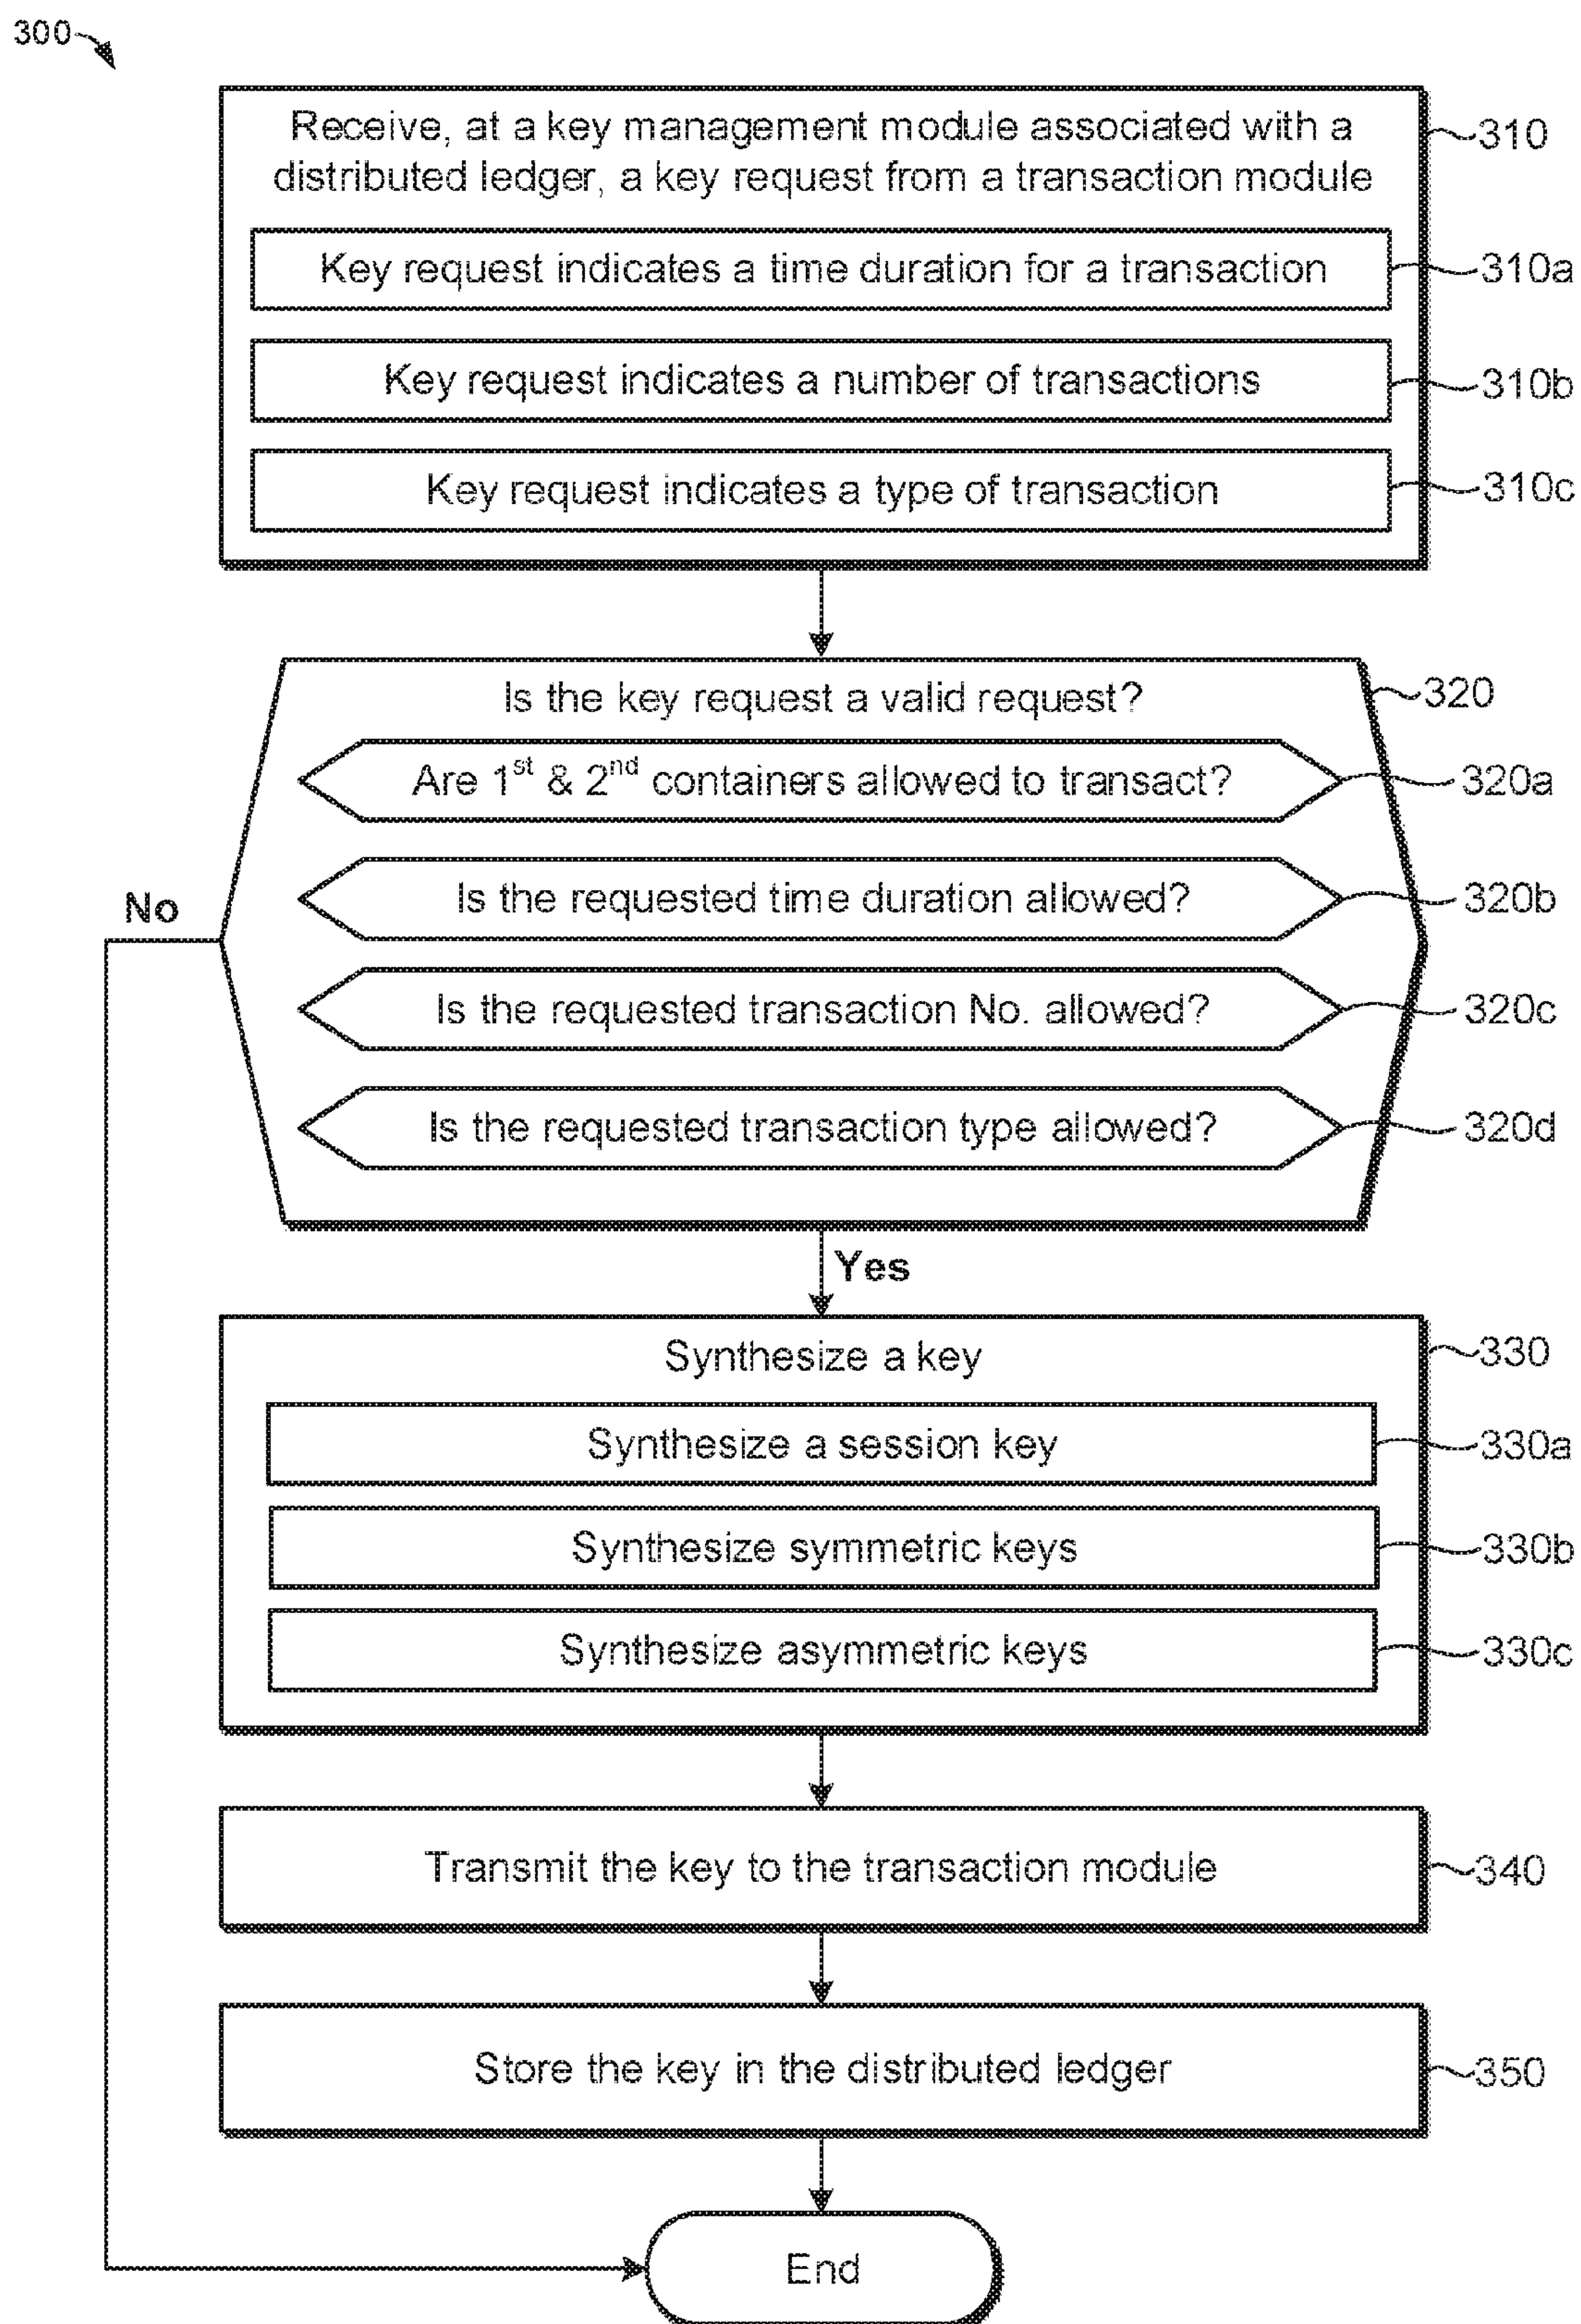 300
Receive, at a key management module associated with a
310
distributed ledger, a key request from a transaction module
Key request indicates a time duration for a transaction
310a
Key request indicates a number of transactions
310b
Key request indicates a type of transaction
310c
Is the key request a valid request?
320
Are 1st & 2nd containers allowed to transact?
320a
No
Is the requested time duration allowed?
320b
Is the requested transaction No. allowed?
320c
Is the requested transaction type allowed?
320d
Yes
Synthesize a key
330
Synthesize a session key
330a
Synthesize symmetric keys
330b
Synthesize asymmetric keys
330c
Transmit the key to the transaction module
340
Store the key in the distributed ledger
350
End